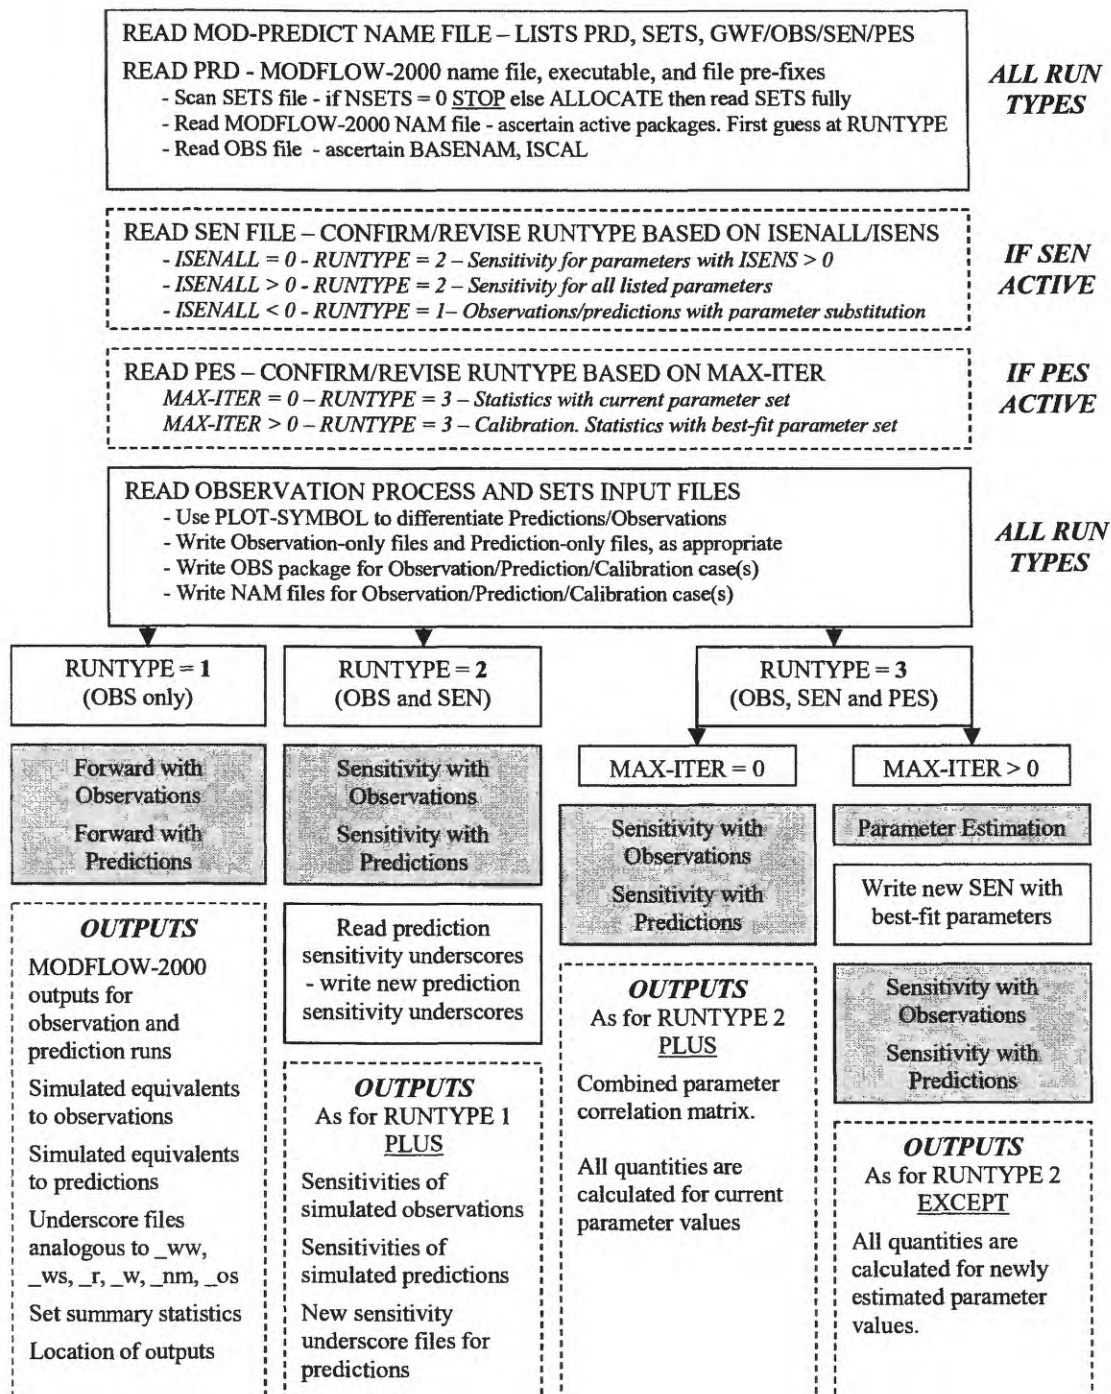 READ MOD-PREDICT NAME FILE – LISTS PRD, SETS, GWF/OBS/SEN/PES
READ PRD - MODFLOW-2000 name file, executable, and file pre-fixes
- Scan SETS file - if NSETS = 0 STOP else ALLOCATE then read SETS fully
- Read MODFLOW-2000 NAM file - ascertain active packages. First guess at RUNTYPE
- Read OBS file - ascertain BASENAM, ISCAL
ALL RUN
TYPES
READ SEN FILE – CONFIRM/REVISE RUNTYPE BASED ON ISENALL/ISENS
- ISENALL = 0 - RUNTYPE = 2 – Sensitivity for parameters with ISENS > 0
- ISENALL > 0 - RUNTYPE = 2 – Sensitivity for all listed parameters
- ISENALL < 0 - RUNTYPE = 1– Observations/predictions with parameter substitution
IF SEN
ACTIVE
READ PES – CONFIRM/REVISE RUNTYPE BASED ON MAX-ITER
MAX-ITER = 0 – RUNTYPE = 3 – Statistics with current parameter set
MAX-ITER > 0 – RUNTYPE = 3 – Calibration. Statistics with best-fit parameter set
IF PES
ACTIVE
READ OBSERVATION PROCESS AND SETS INPUT FILES
- Use PLOT-SYMBOL to differentiate Predictions/Observations
- Write Observation-only files and Prediction-only files, as appropriate
- Write OBS package for Observation/Prediction/Calibration case(s)
- Write NAM files for Observation/Prediction/Calibration case(s)
ALL RUN
TYPES
RUNTYPE = 1
(OBS only)
Forward with
Observations
Forward with
Predictions
OUTPUTS
MODFLOW-2000
outputs for
observation and
prediction runs
Simulated equivalents
to observations
Simulated equivalents
to predictions
Underscore files
analogous to _ww,
_ws, _r, _w, _nm, _os
Set summary statistics
Location of outputs
RUNTYPE = 2
(OBS and SEN)
Sensitivity with
Observations
Sensitivity with
Predictions
Read prediction
sensitivity underscores
- write new prediction
sensitivity underscores
OUTPUTS
As for RUNTYPE 1
PLUS
Sensitivities of
simulated observations
Sensitivities of
simulated predictions
New sensitivity
underscore files for
predictions
RUNTYPE = 3
(OBS, SEN and PES)
MAX-ITER = 0
Sensitivity with
Observations
Sensitivity with
Predictions
OUTPUTS
As for RUNTYPE 2
PLUS
Combined parameter
correlation matrix.
All quantities are
calculated for current
parameter values
MAX-ITER > 0
Parameter Estimation
Write new SEN with
best-fit parameters
Sensitivity with
Observations
Sensitivity with
Predictions
OUTPUTS
As for RUNTYPE 2
EXCEPT
All quantities are
calculated for newly
estimated parameter
values.